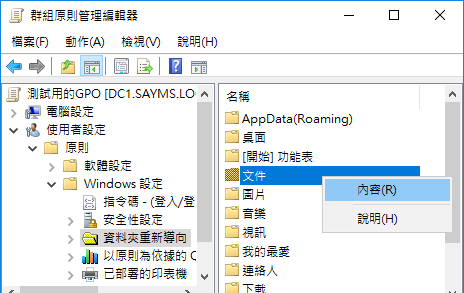 群組原則管理編輯器
檔案(F) 動作(A) 檢視(V) 說明(H)
測試用的GPO [DC1.SAYMS.LO
電腦設定
使用者設定
原則
軟體設定
Windows 設定
指令碼 - (登入/登
安全性設定
資料夾重新導向
以原則為依據的 Q
已部署的印表機
名稱
AppData(Roaming)
桌面
[開始] 功能表
文件
圖片
音樂
視訊
我的最愛
連絡人
下載
內容(R)
說明(H)